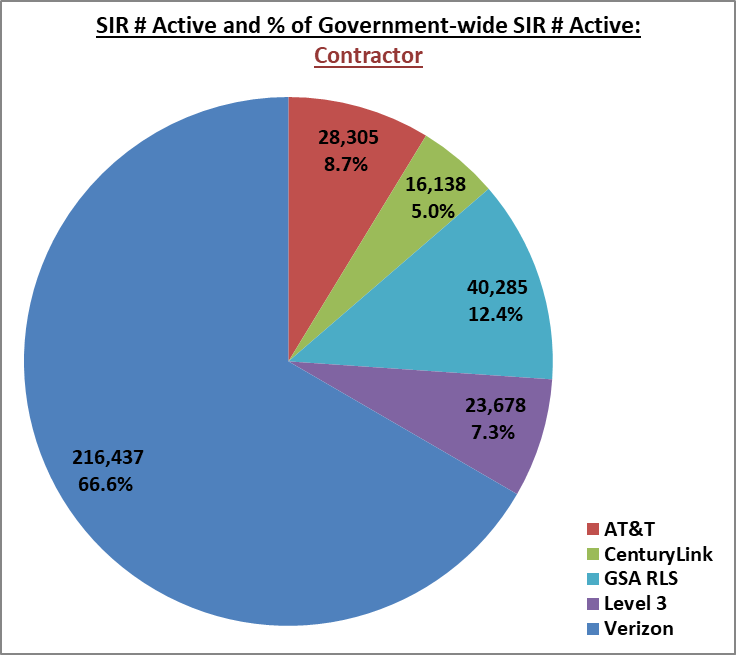 SIR # Active and % of Government-wide SIR # Active:
Contractor
28,305
8.7%
16,138
5.0%
40,285
12.4%
23,678
7.3%
216,437
66.6%
AT&T
CenturyLink
GSA RLS
Level 3
Verizon